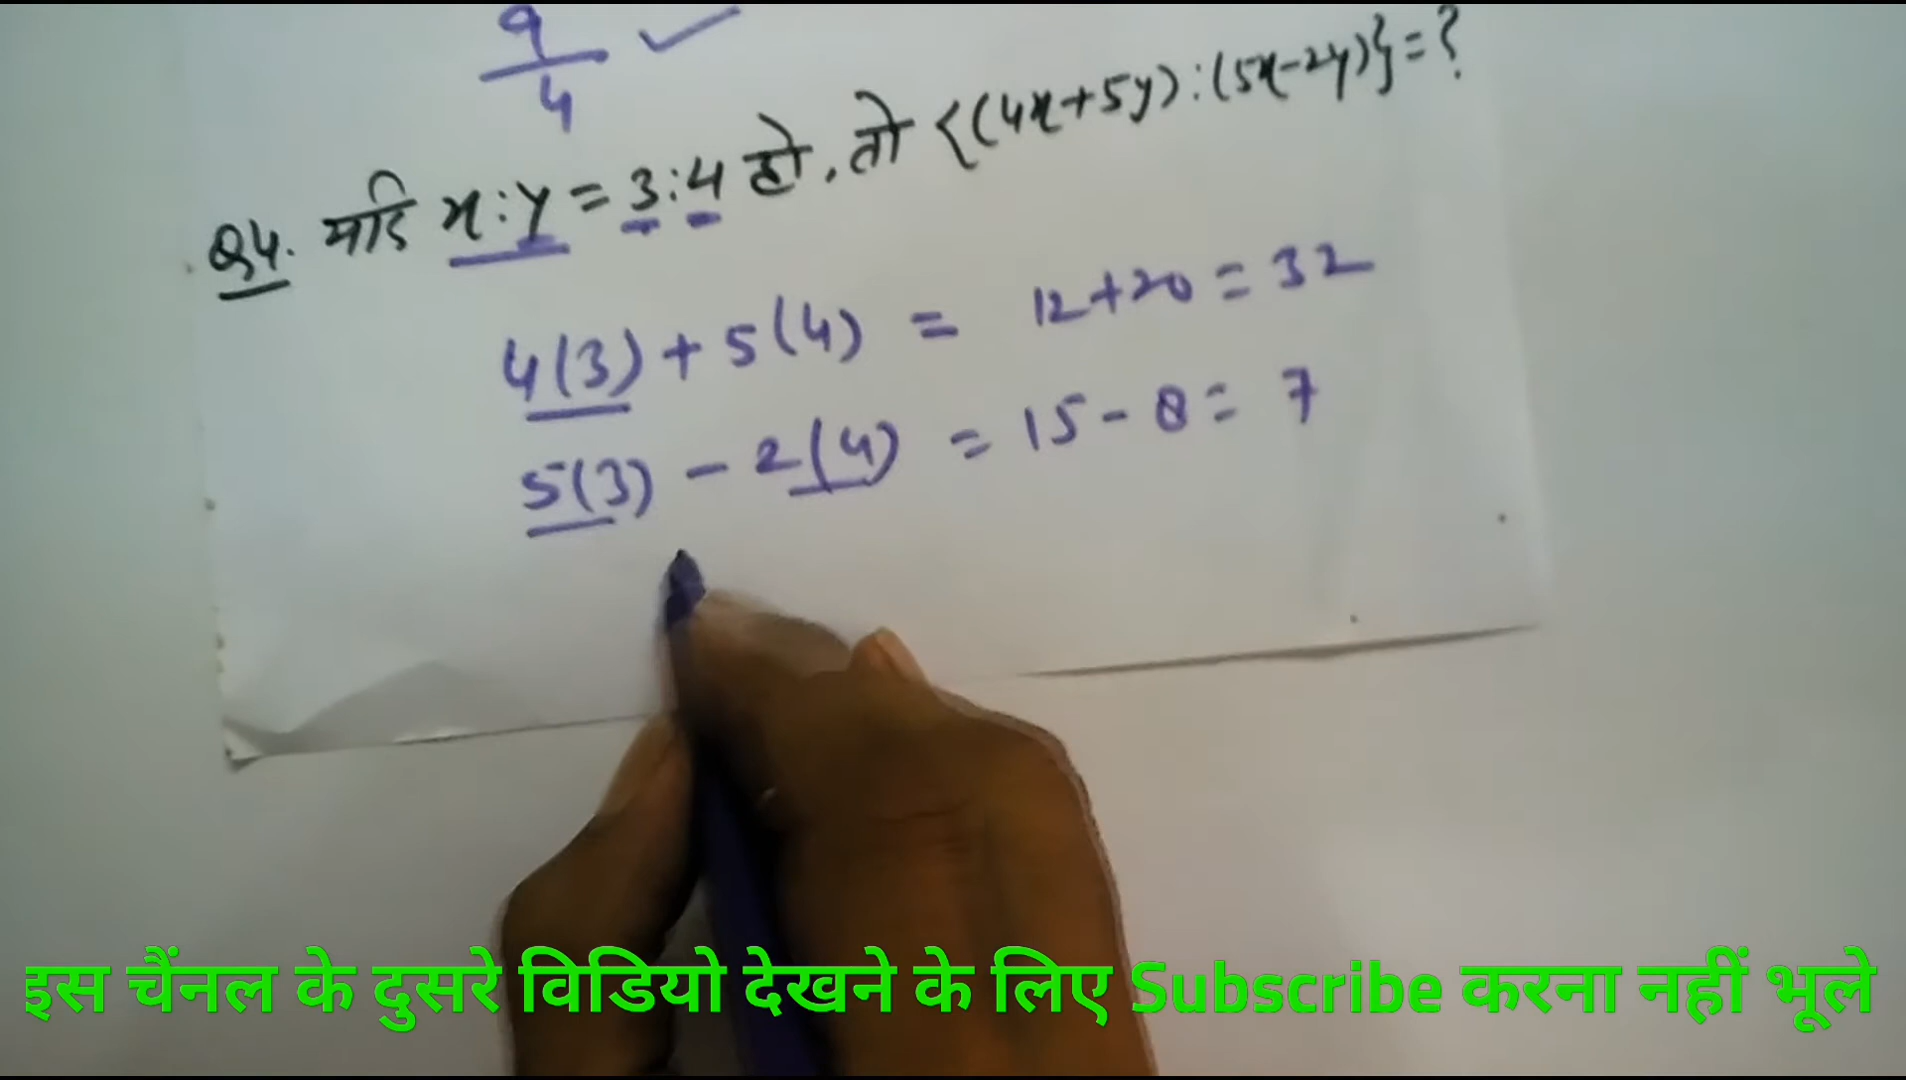 9
4
Q4. यदि x:y = 3:4 हो, तो {(4x+5y):(5x-2y)}=?
4(3)+5(4) = 12+20 = 32
5(3) - 2(4) = 15 - 8 = 7
इस चैंनल के दुसरे विडियो देखने के लिए Subscribe करना नहीं भूले